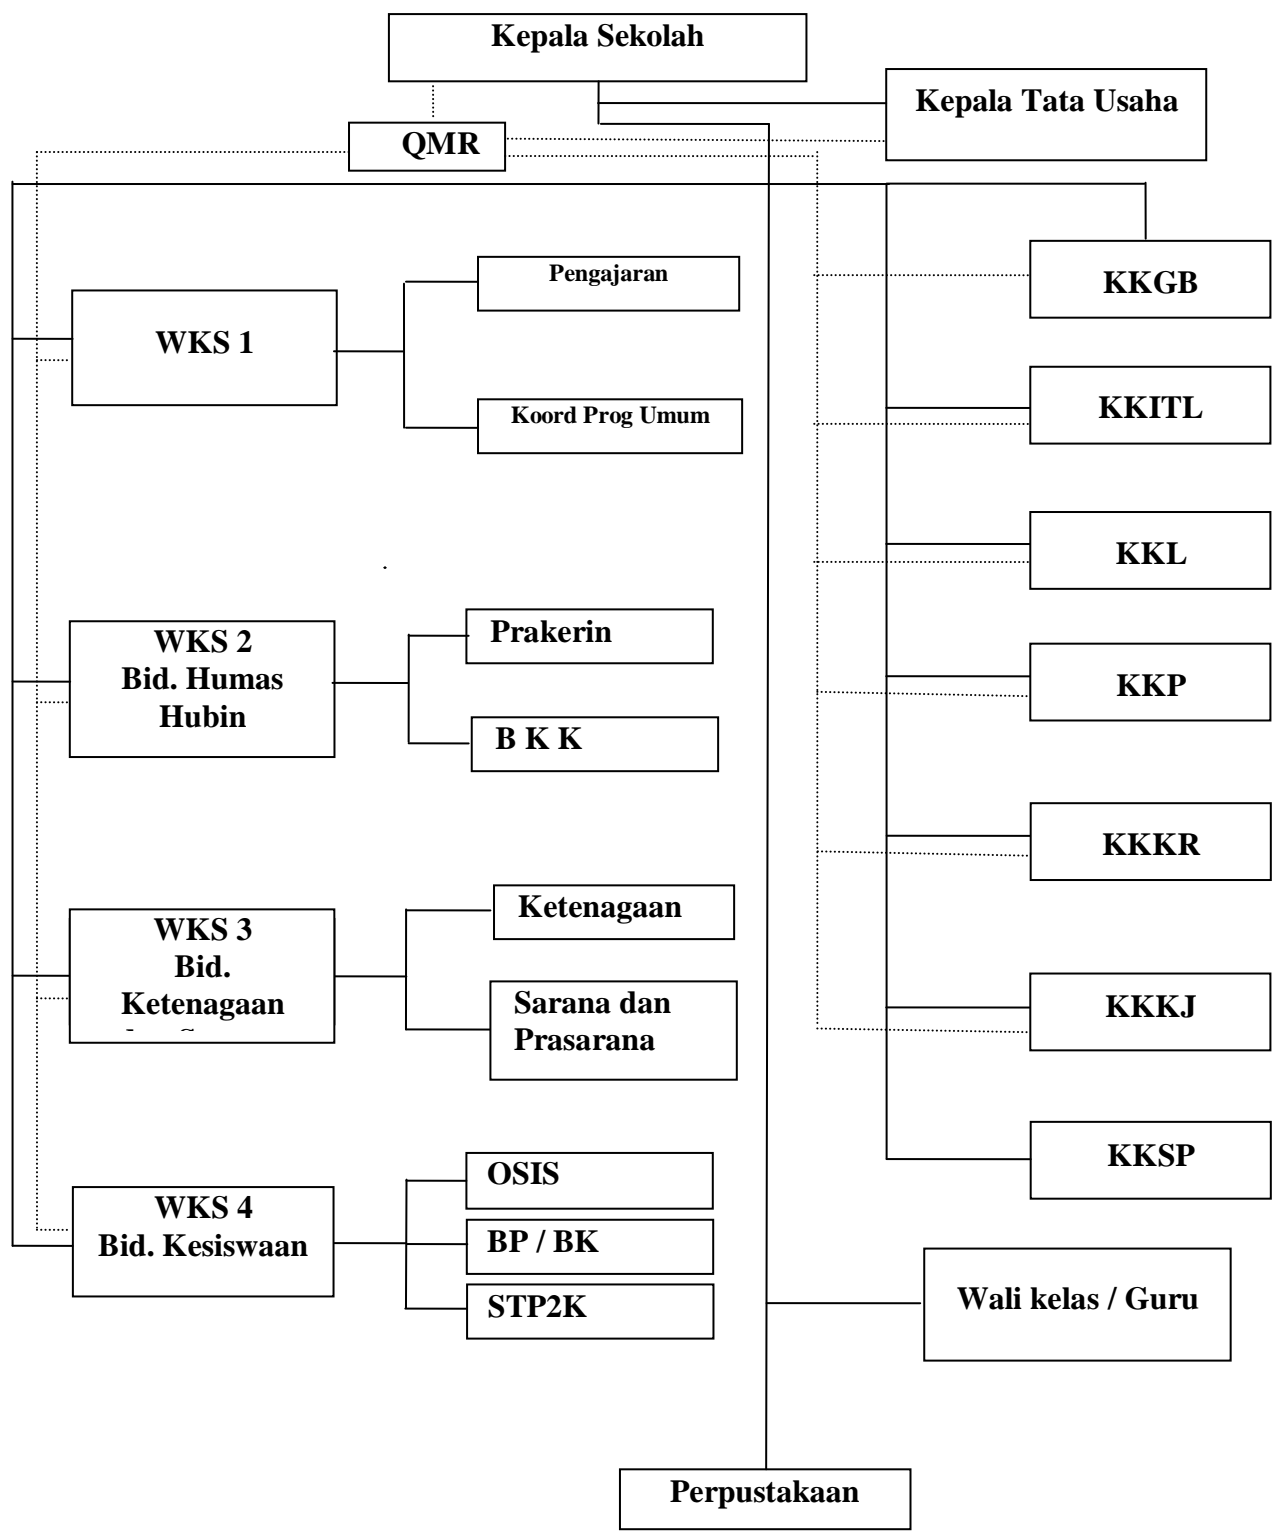 Kepala Sekolah
Kepala Tata Usaha
QMR
KKGB
Pengajaran
WKS 1
KKITL
Koord Prog Umum
KKL
WKS 2
Bid. Humas
Hubin
Prakerin
KKP
B K K
KKKR
WKS 3
Bid.
Ketenagaan
Ketenagaan
Sarana dan
Prasarana
KKKJ
OSIS
KKSP
WKS 4
Bid. Kesiswaan
BP / BK
STP2K
Wali kelas / Guru
Perpustakaan